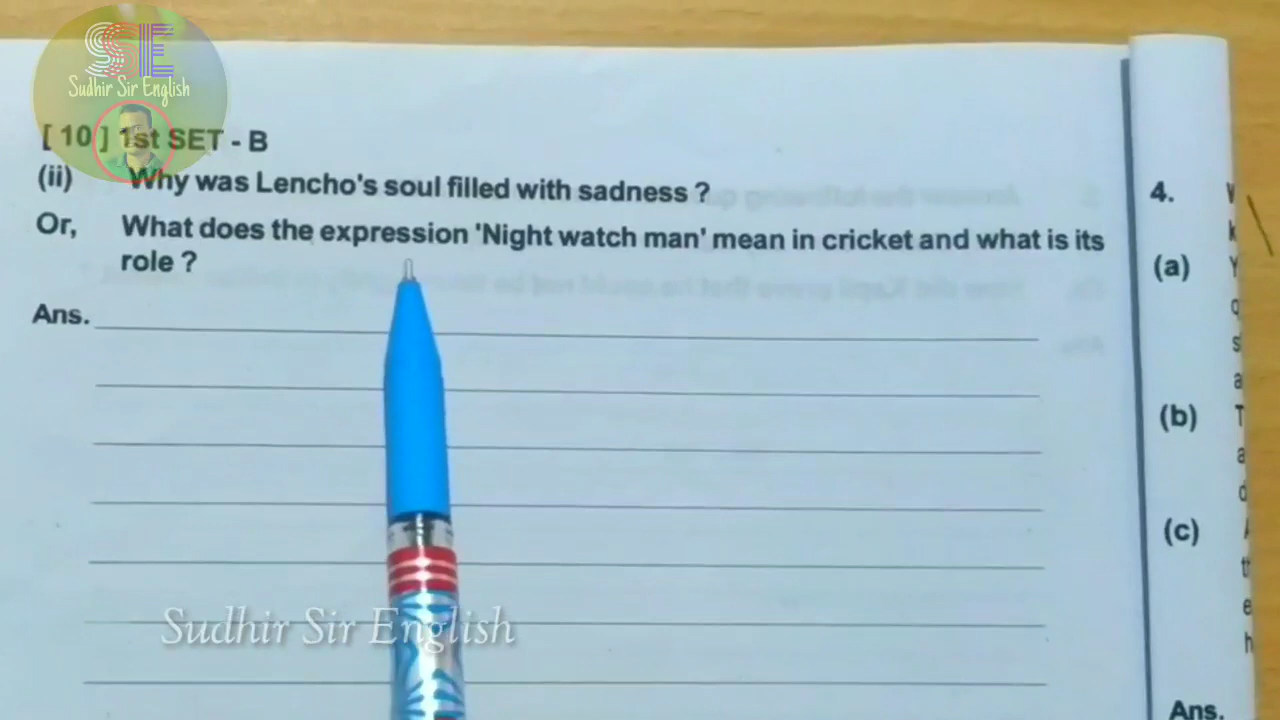 SE
Sudhir Sir English
[ 10 ] 1st SET - B
(ii) Why was Lencho's soul filled with sadness ?
Or, What does the expression 'Night watch man' mean in cricket and what is its
role ?
Ans.
Sudhir Sir English
4.
(a)
(b)
(c)
Ans.